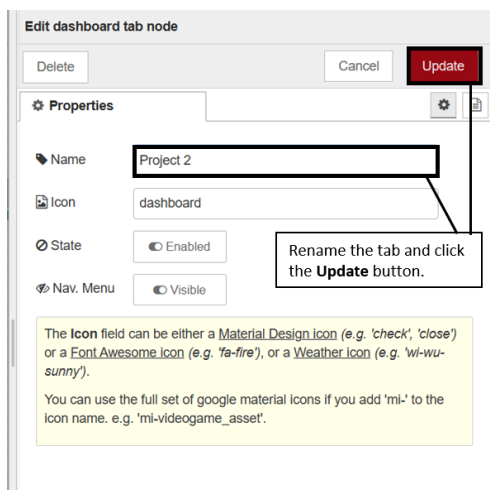 Edit dashboard tab node
Delete
Cancel
Update
Properties
Name
Project 2
Icon
dashboard
State
Enabled
Rename the tab and click
the Update button.
Nav. Menu
Visible
The Icon field can be either a Material Design icon (e.g. 'check', 'close')
or a Font Awesome icon (e.g. 'fa-fire'), or a Weather icon (e.g. 'wi-wu-
sunny').
You can use the full set of google material icons if you add 'mi-' to the
icon name. e.g. 'mi-videogame_asset'.